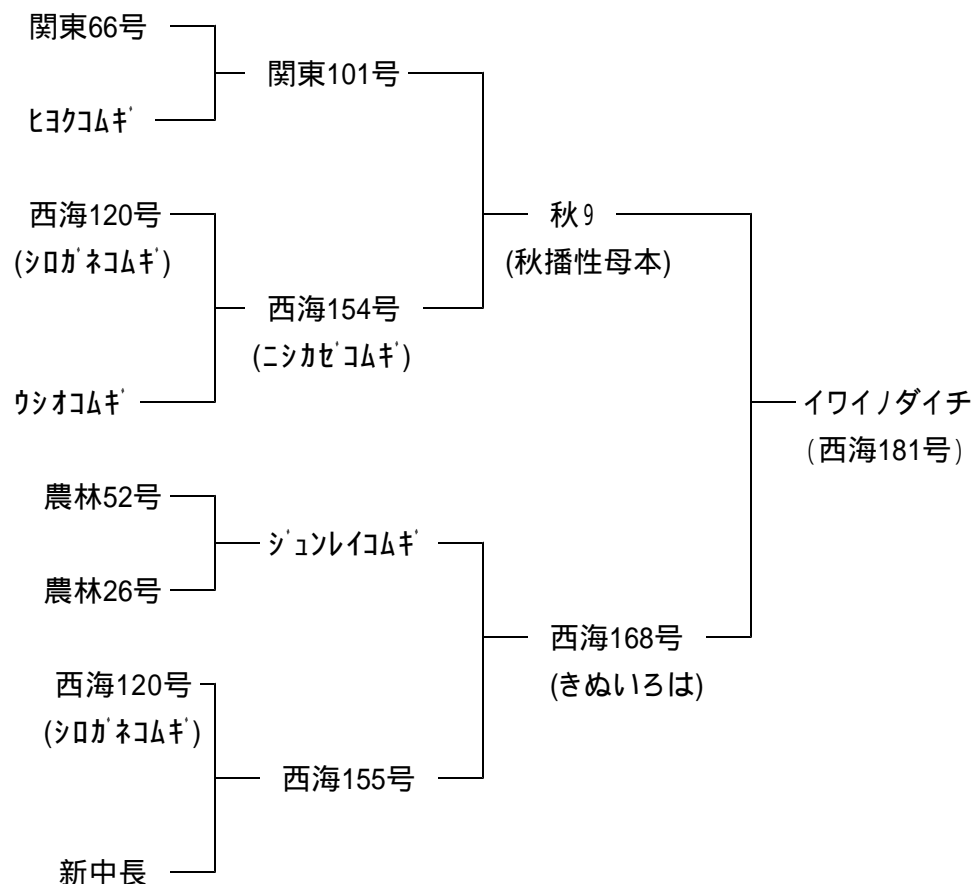 関東66号
関東101号
ﾋﾖｸｺﾑｷﾞ
西海120号
(ｼﾛｶﾞﾈｺﾑｷﾞ)
秋9
(秋播性母本)
西海154号
(ﾆｼｶｾﾞｺﾑｷﾞ)
ｳｼｵｺﾑｷﾞ
イワイノダイチ
(西海181号)
農林52号
ｼﾞｭﾝﾚｲｺﾑｷﾞ
農林26号
西海168号
(きぬいろは)
西海120号
(ｼﾛｶﾞﾈｺﾑｷﾞ)
西海155号
新中長